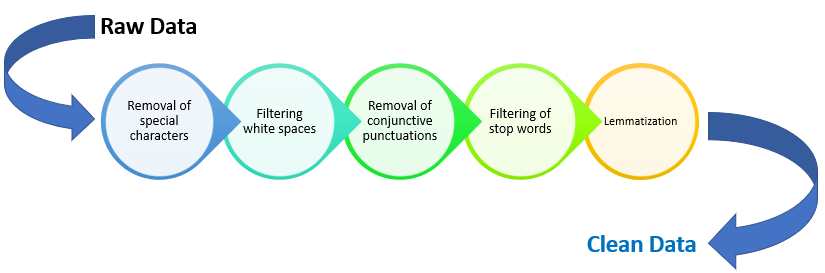 Raw Data
Removal of
special
characters
Filtering
white spaces
Removal of
conjunctive
punctuations
Filtering of
stop words
Lemmatization
Clean Data